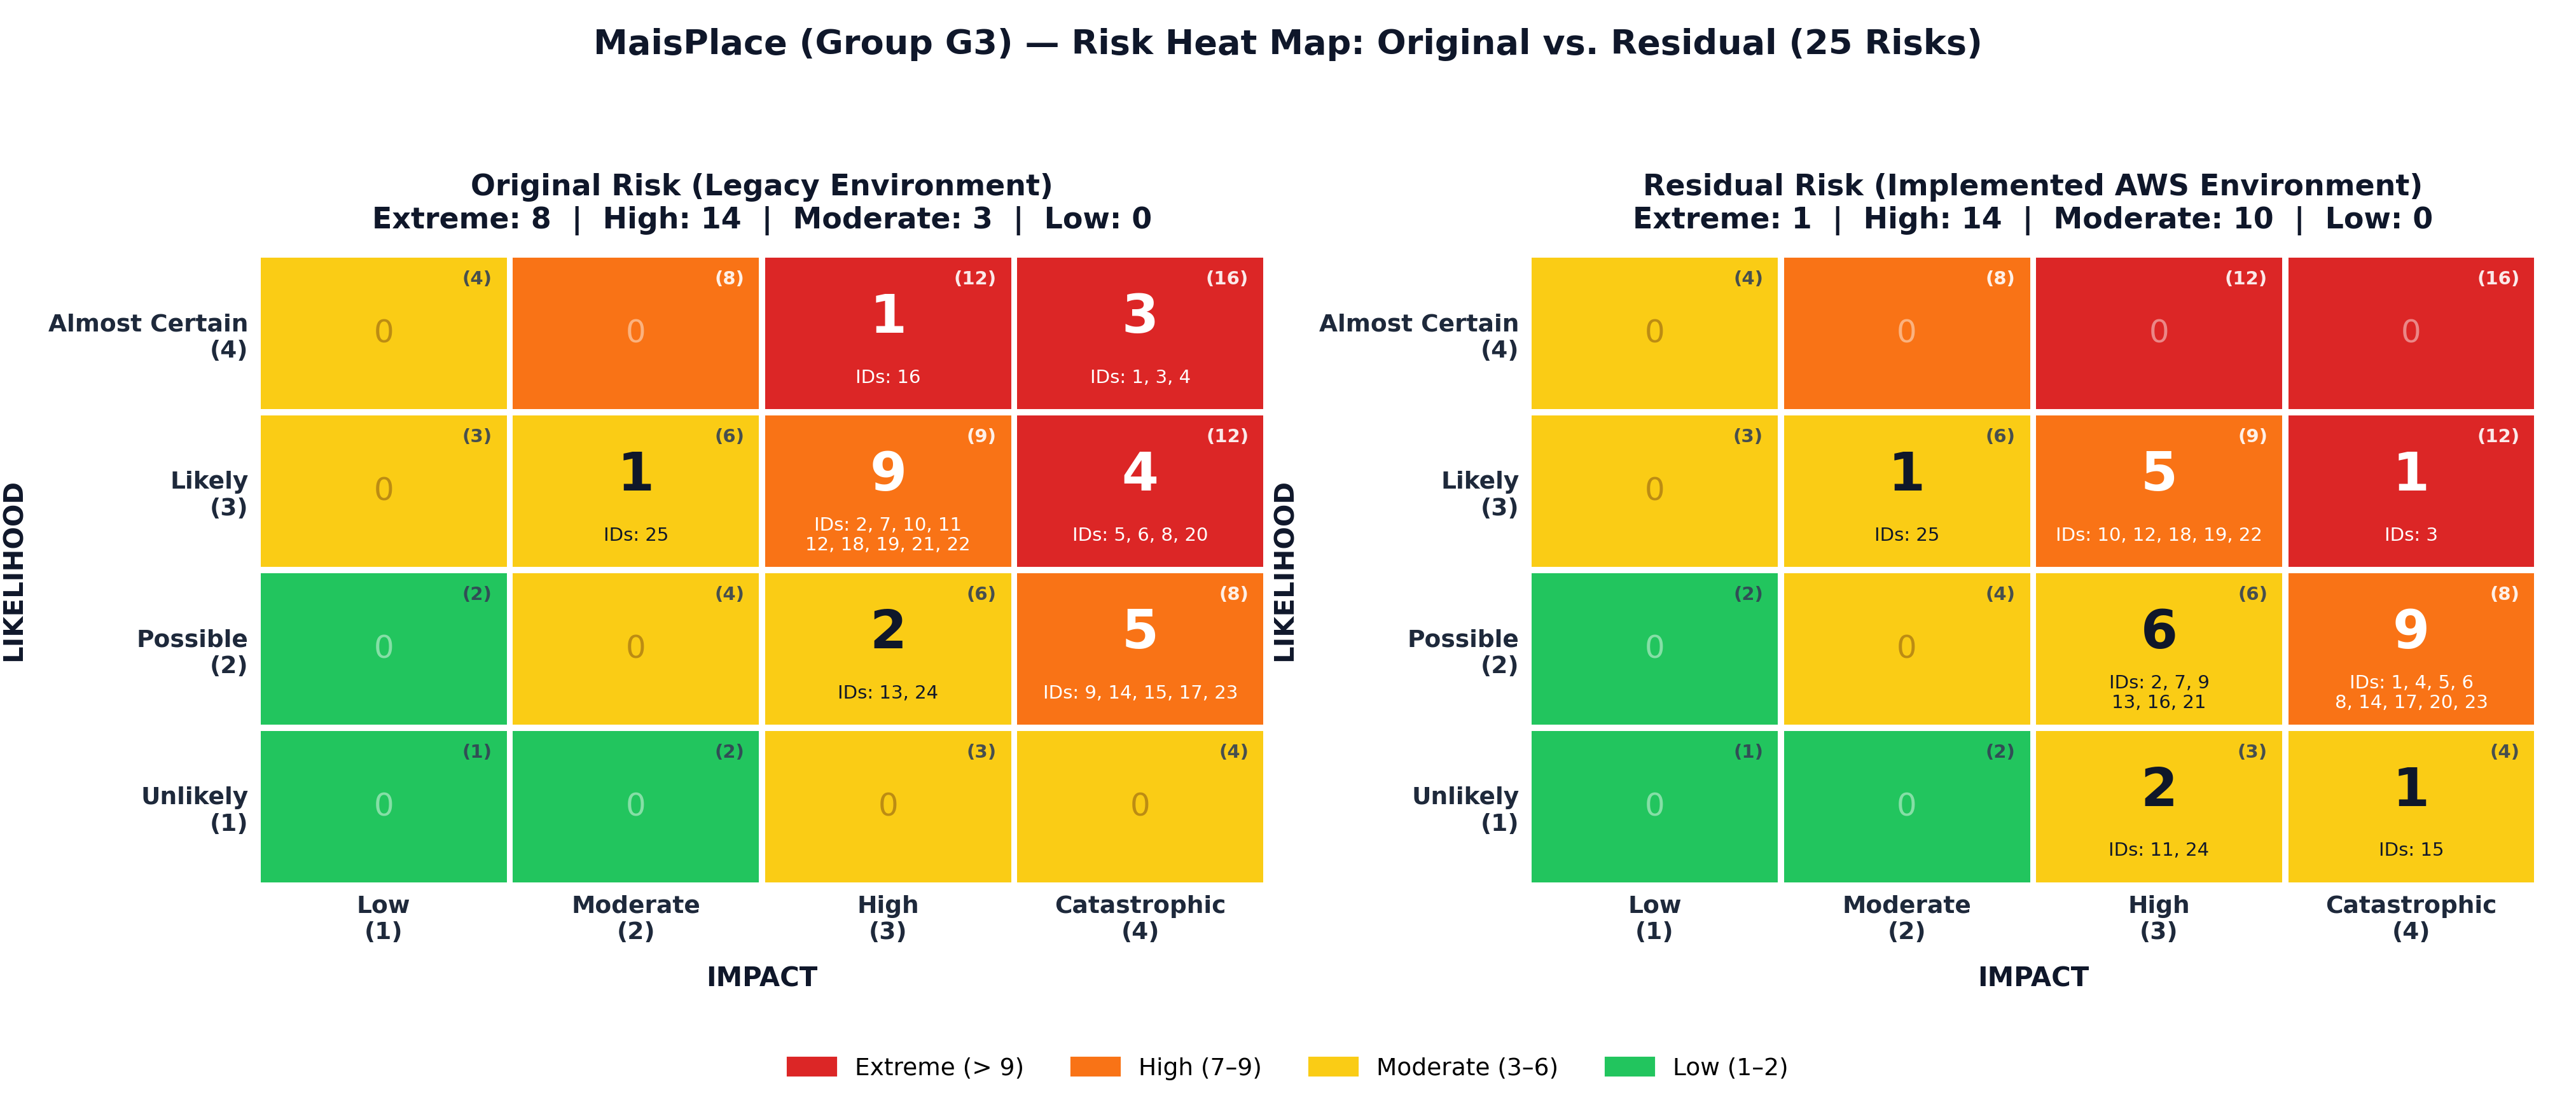 MaisPlace (Group G3) — Risk Heat Map: Original vs. Residual (25 Risks)
Original Risk (Legacy Environment)
Extreme: 8 | High: 14 | Moderate: 3 | Low: 0
LIKELIHOOD
Almost Certain
(4)
(4)
0
(8)
0
(12)
1
IDs: 16
(16)
3
IDs: 1, 3, 4
Likely
(3)
(3)
0
(6)
1
IDs: 25
(9)
9
IDs: 2, 7, 10, 11
12, 18, 19, 21, 22
(12)
4
IDs: 5, 6, 8, 20
Possible
(2)
(2)
0
(4)
0
(6)
2
IDs: 13, 24
(8)
5
IDs: 9, 14, 15, 17, 23
Unlikely
(1)
(1)
0
(2)
0
(3)
0
(4)
0
Low
(1)
Moderate
(2)
High
(3)
Catastrophic
(4)
IMPACT
Residual Risk (Implemented AWS Environment)
Extreme: 1 | High: 14 | Moderate: 10 | Low: 0
LIKELIHOOD
Almost Certain
(4)
(4)
0
(8)
0
(12)
0
(16)
0
Likely
(3)
(3)
0
(6)
1
IDs: 25
(9)
5
IDs: 10, 12, 18, 19, 22
(12)
1
IDs: 3
Possible
(2)
(2)
0
(4)
0
(6)
6
IDs: 2, 7, 9
13, 16, 21
(8)
9
IDs: 1, 4, 5, 6
8, 14, 17, 20, 23
Unlikely
(1)
(1)
0
(2)
0
(3)
2
IDs: 11, 24
(4)
1
IDs: 15
Low
(1)
Moderate
(2)
High
(3)
Catastrophic
(4)
IMPACT
Extreme (> 9)
High (7–9)
Moderate (3–6)
Low (1–2)